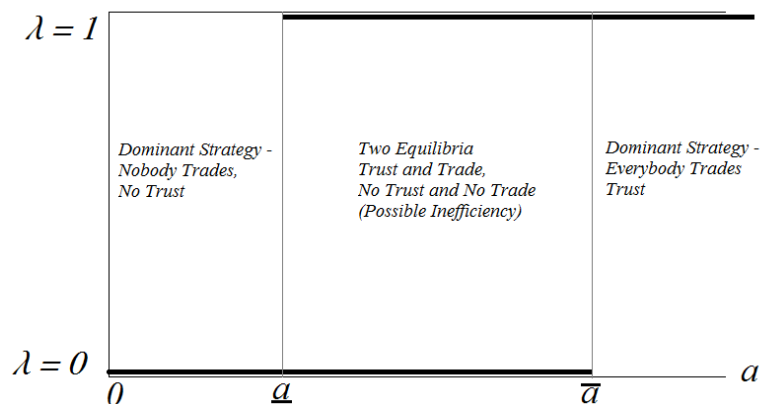 λ = 1
Dominant Strategy -
Nobody Trades,
No Trust
Two Equilibria
Trust and Trade,
No Trust and No Trade
(Possible Inefficiency)
Dominant Strategy -
Everybody Trades
Trust
λ = 0
0
a̲
a̅
a